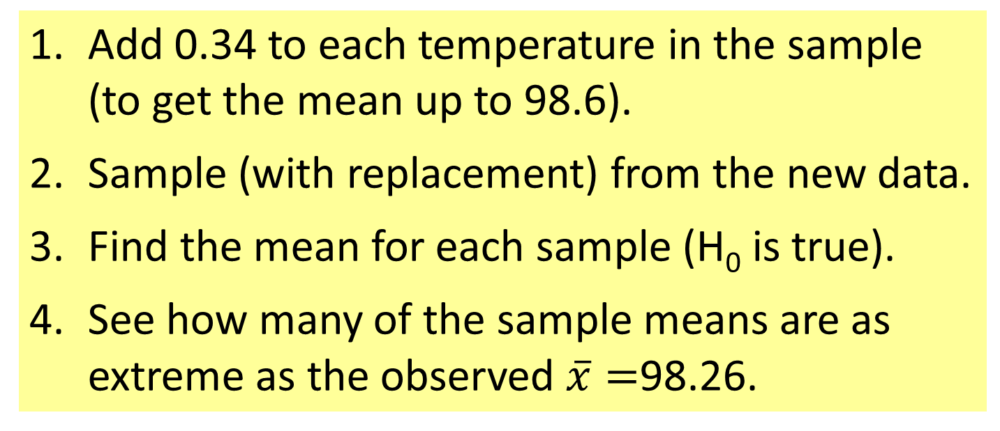 1. Add 0.34 to each temperature in the sample
(to get the mean up to 98.6).
2. Sample (with replacement) from the new data.
3. Find the mean for each sample (H₀ is true).
4. See how many of the sample means are as
extreme as the observed x̄ =98.26.